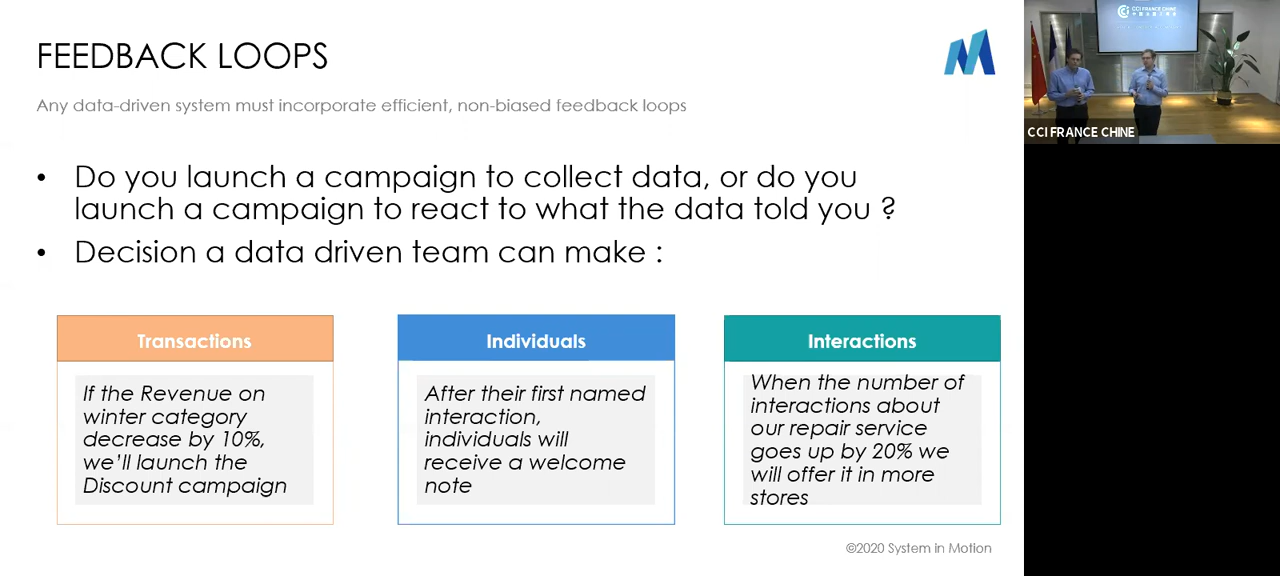 FEEDBACK LOOPS
Any data-driven system must incorporate efficient, non-biased feedback loops
• Do you launch a campaign to collect data, or do you
launch a campaign to react to what the data told you ?
• Decision a data driven team can make :
Transactions
If the Revenue on
winter category
decrease by 10%,
we'll launch the
Discount campaign
Individuals
After their first named
interaction,
individuals will
receive a welcome
note
Interactions
When the number of
interactions about
our repair service
goes up by 20% we
will offer it in more
stores
©2020 System in Motion
CCI FRANCE CHINE
CCI FRANCE CHINE